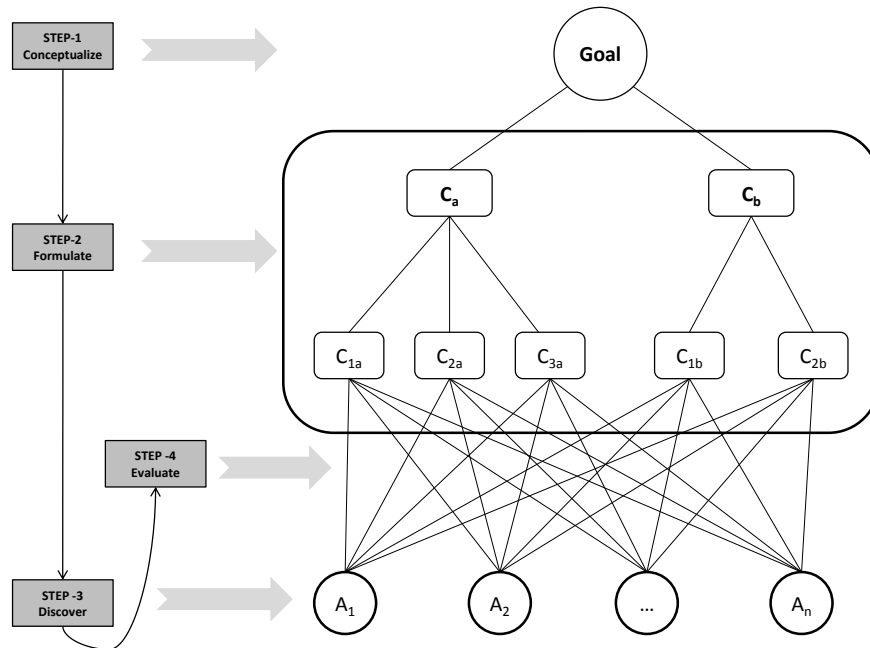 STEP-1
Conceptualize
Goal
STEP-2
Formulate
Ca
Cb
C1a
C2a
C3a
C1b
C2b
STEP -4
Evaluate
STEP -3
Discover
A1
A2
...
An